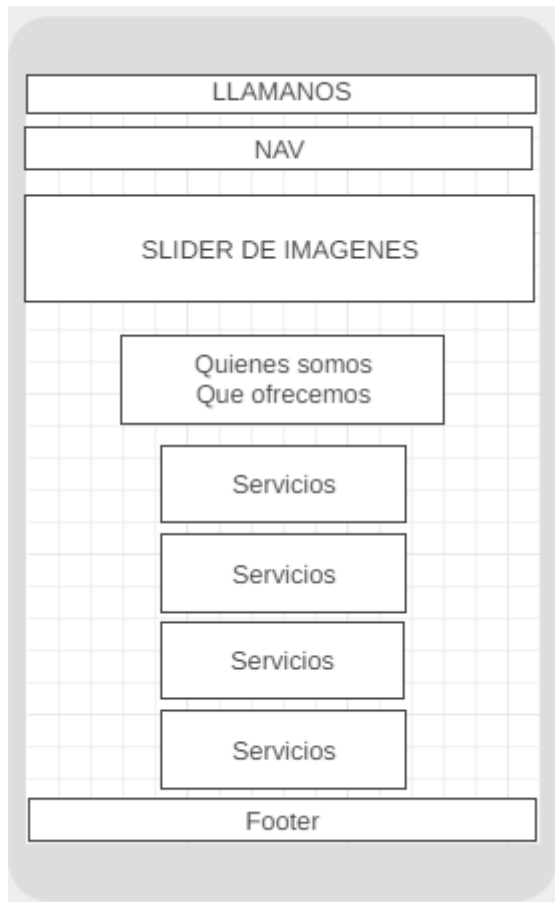 LLAMANOS
NAV
SLIDER DE IMAGENES
Quienes somos
Que ofrecemos
Servicios
Servicios
Servicios
Servicios
Footer